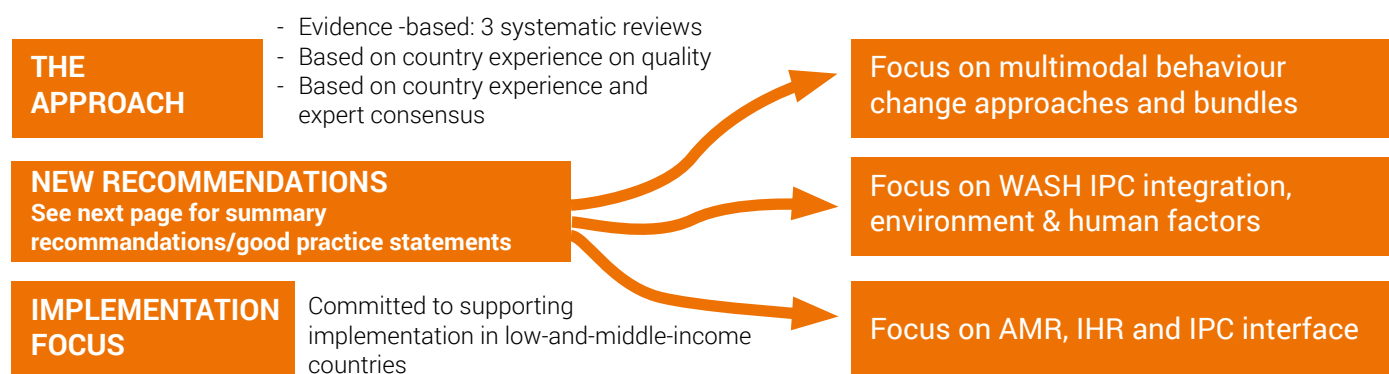 THE
APPROACH
- Evidence -based: 3 systematic reviews
- Based on country experience on quality
- Based on country experience and
expert consensus
NEW RECOMMENDATIONS
See next page for summary
recommandations/good practice statements
IMPLEMENTATION
FOCUS
Committed to supporting
implementation in low-and-middle-income
countries
Focus on multimodal behaviour
change approaches and bundles
Focus on WASH IPC integration,
environment & human factors
Focus on AMR, IHR and IPC interface